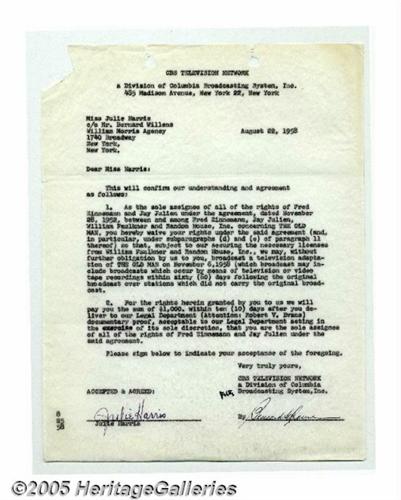 CBS TELEVISION NETWORK
a Division of Columbia Broadcasting System, Inc.
485 Madison Avenue, New York 22, New York
Miss Julie Harris
c/o Mr. Bernard Willens
William Morris Agency
1740 Broadway
New York,
New York.
August 22, 1958
Dear Miss Harris:
This will confirm our understanding and agreement
as follows:
1. As the sole assignee of all of the rights of Fred
Zinnemann and Jay Julien under the agreement, dated November
28, 1952, between and among Fred Zinnemann, Jay Julien,
William Faulkner and Random House, Inc. concerning THE OLD
MAN, you hereby waive your rights under the said agreement (and,
in particular, under subparagraphs (d) and (e) of paragraph 11
thereof) so that, subject to our securing the necessary licenses
from William Faulkner and Random House, Inc., we may, without
further obligation by us to you, broadcast a television adapta-
tion of THE OLD MAN on November 6, 1958 which broadcast may in-
clude broadcasts which occur by means of television or video
tape recordings within sixty (60) days following the original
broadcast over stations which did not carry the original broad-
cast.
2. For the rights herein granted by you to us we will
pay you the sum of $1,000. within ten (10) days after you de-
liver to our Legal Department (Attention: Robert V. Evans)
documentary proof, acceptable to our Legal Department acting in
the exercise of its sole discretion, that you are the sole assignee
of all of the rights of Fred Zinnemann and Jay Julien under the
said agreement.
Please sign below to indicate your acceptance of the foregoing.
Very truly yours,
CBS TELEVISION NETWORK
a Division of Columbia
Broadcasting System, Inc.
ACCEPTED & AGREED:
Julie Harris
Julie Harris
By
8
58
©2005 HeritageGalleries